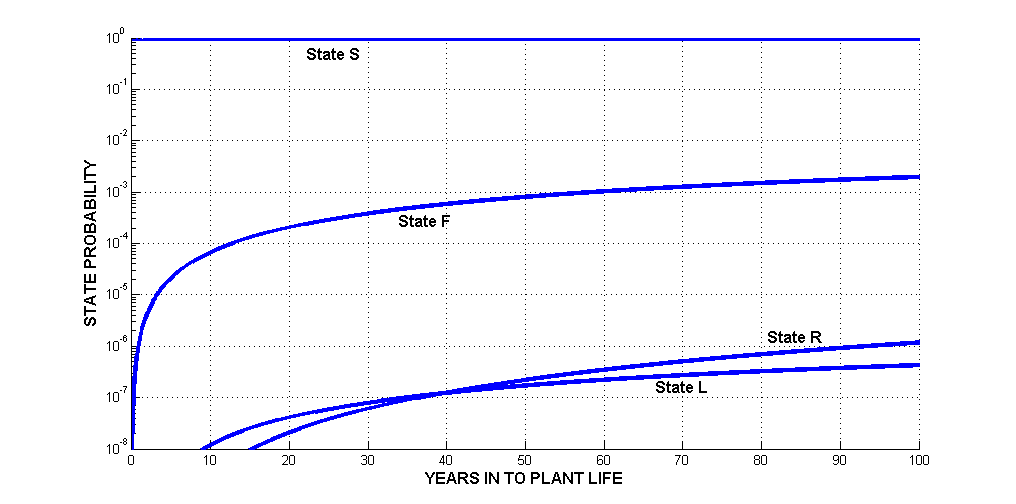 10^0
State S
10^-1
10^-2
10^-3
State F
10^-4
10^-5
State R
10^-6
State L
10^-7
10^-8
STATE PROBABILITY
0 10 20 30 40 50 60 70 80 90 100
YEARS IN TO PLANT LIFE